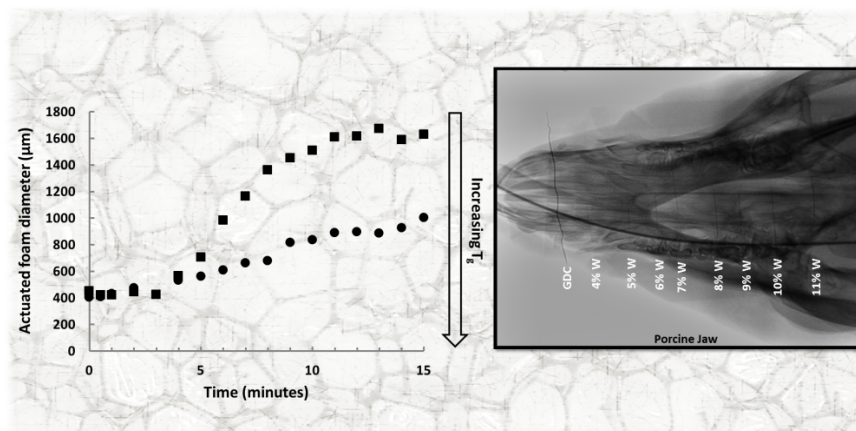 1800
1600
1400
1200
1000
800
600
400
200
0
Actuated foam diameter (µm)
0
5
10
15
Time (minutes)
Increasing Tg
GDC
4% W
5% W
6% W
7% W
8% W
9% W
10% W
11% W
Porcine Jaw